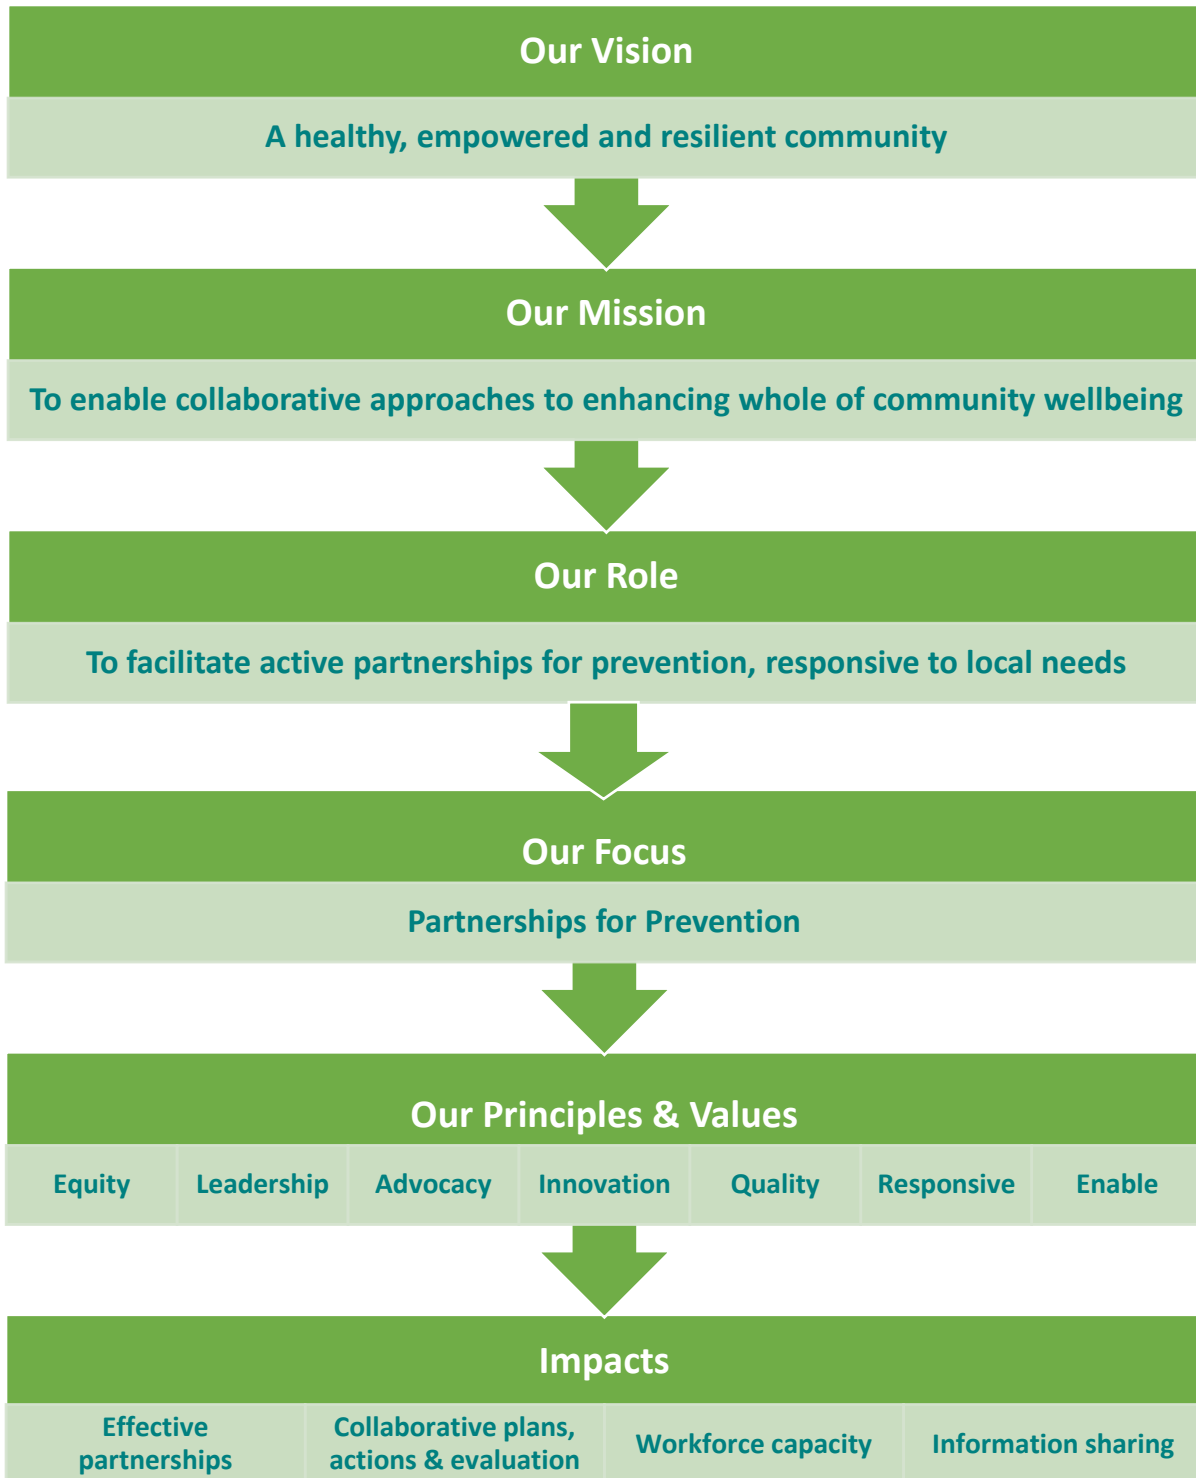 Our Vision
A healthy, empowered and resilient community
Our Mission
To enable collaborative approaches to enhancing whole of community wellbeing
Our Role
To facilitate active partnerships for prevention, responsive to local needs
Our Focus
Partnerships for Prevention
Our Principles & Values
Equity
Leadership
Advocacy
Innovation
Quality
Responsive
Enable
Impacts
Effective
partnerships
Collaborative plans,
actions & evaluation
Workforce capacity
Information sharing